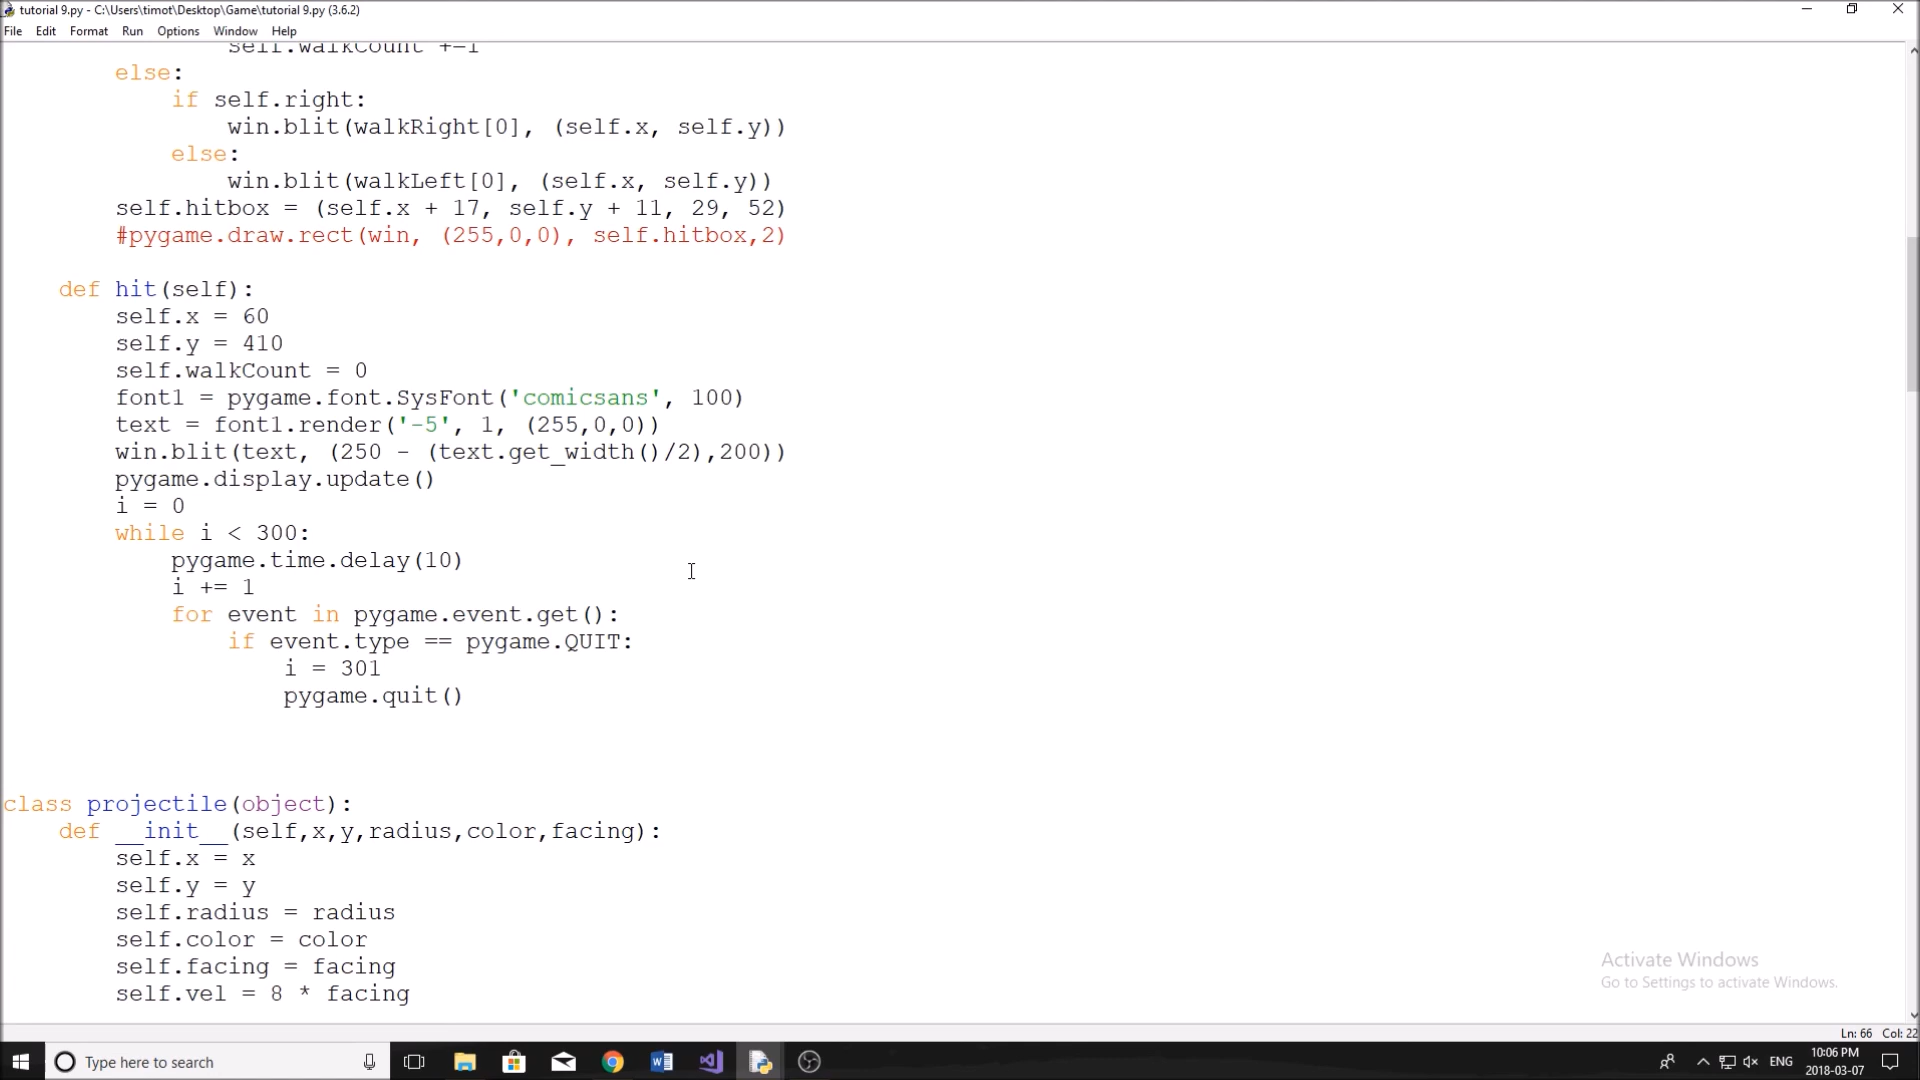 tutorial 9.py - C:\Users\timot\Desktop\Game\tutorial 9.py (3.6.2)
File Edit Format Run Options Window Help
self.walkCount +=1
else:
if self.right:
win.blit(walkRight[0], (self.x, self.y))
else:
win.blit(walkLeft[0], (self.x, self.y))
self.hitbox = (self.x + 17, self.y + 11, 29, 52)
#pygame.draw.rect(win, (255,0,0), self.hitbox,2)
def hit(self):
self.x = 60
self.y = 410
self.walkCount = 0
font1 = pygame.font.SysFont('comicsans', 100)
text = font1.render('-5', 1, (255,0,0))
win.blit(text, (250 - (text.get_width()/2),200))
pygame.display.update()
i = 0
while i < 300:
pygame.time.delay(10)
i += 1
for event in pygame.event.get():
if event.type == pygame.QUIT:
i = 301
pygame.quit()
class projectile(object):
def __init__(self,x,y,radius,color,facing):
self.x = x
self.y = y
self.radius = radius
self.color = color
self.facing = facing
self.vel = 8 * facing
Activate Windows
Go to Settings to activate Windows.
Ln: 66 Col: 22
Type here to search
ENG
10:06 PM
2018-03-07